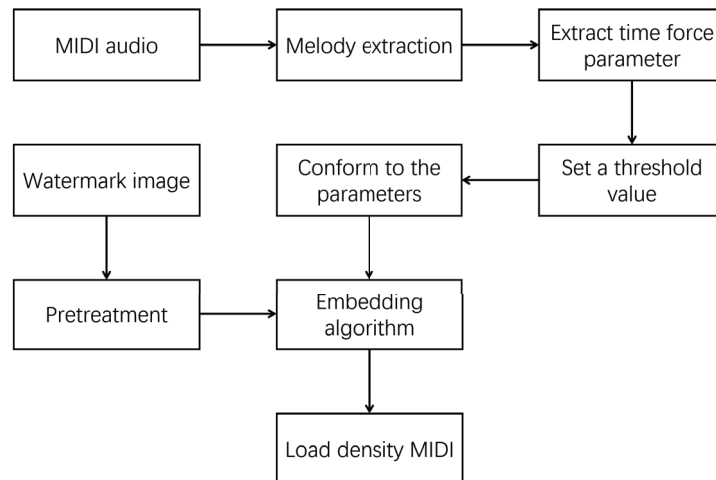 MIDI audio
Melody extraction
Extract time force
parameter
Watermark image
Conform to the
parameters
Set a threshold
value
Pretreatment
Embedding
algorithm
Load density MIDI